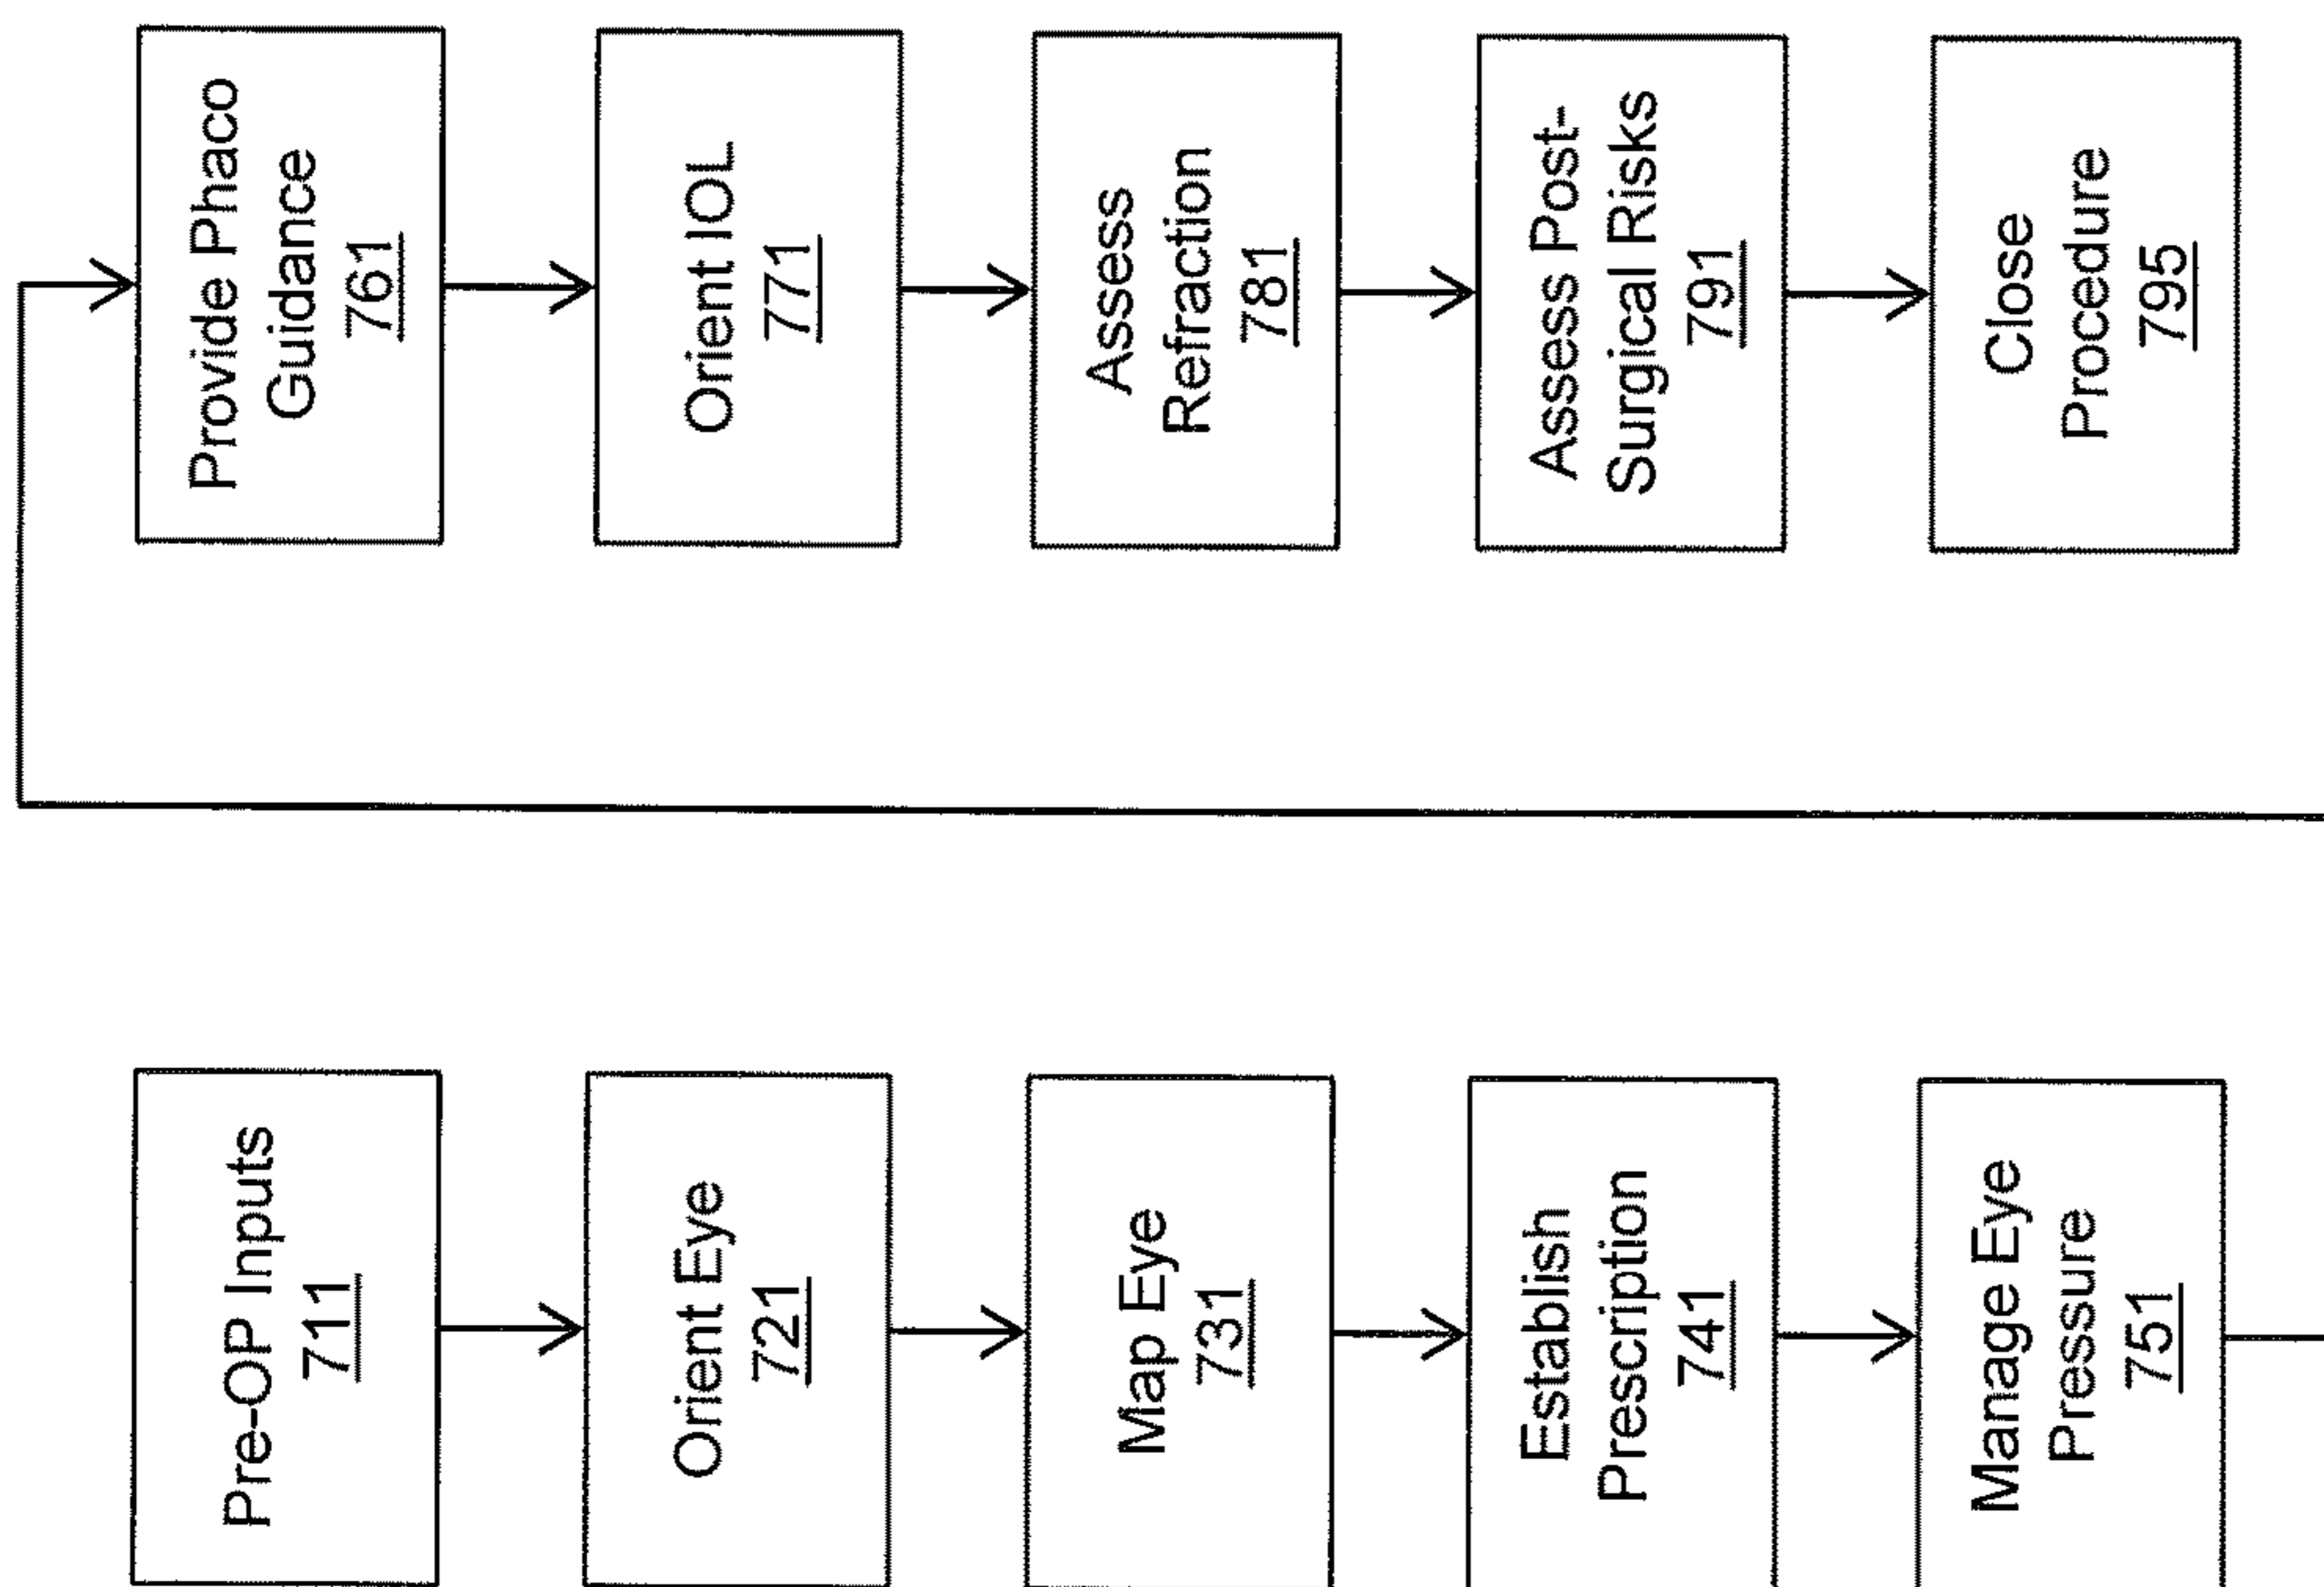 Pre-OP Inputs
711
Orient Eye
721
Map Eye
731
Establish
Prescription
741
Manage Eye
Pressure
751
Provide Phaco
Guidance
761
Orient IOL
771
Assess
Refraction
781
Assess Post-
Surgical Risks
791
Close
Procedure
795